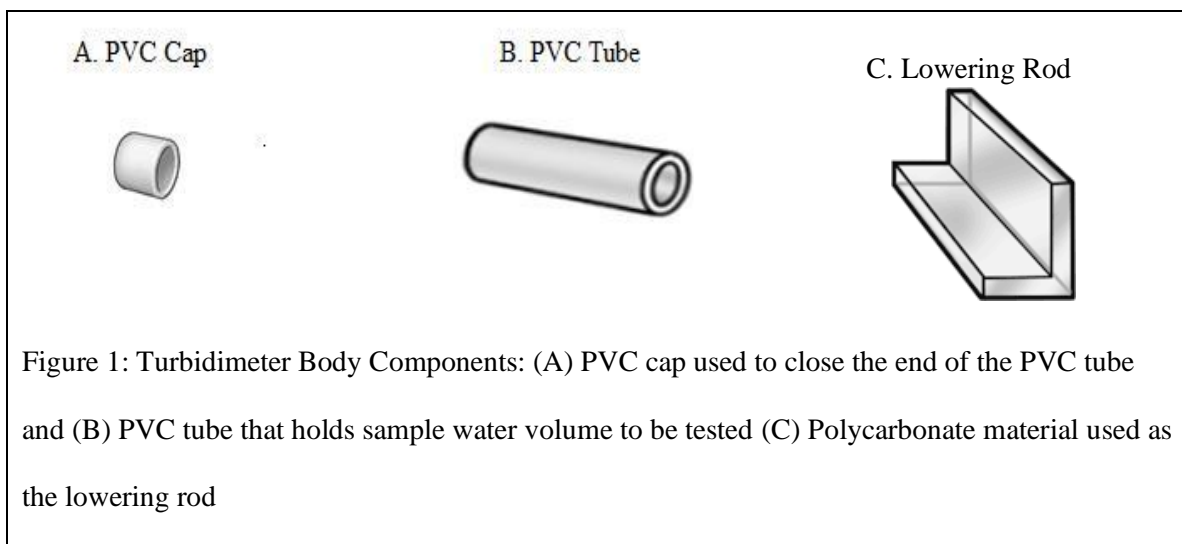 A. PVC Cap
B. PVC Tube
C. Lowering Rod
Figure 1: Turbidimeter Body Components: (A) PVC cap used to close the end of the PVC tube
and (B) PVC tube that holds sample water volume to be tested (C) Polycarbonate material used as
the lowering rod